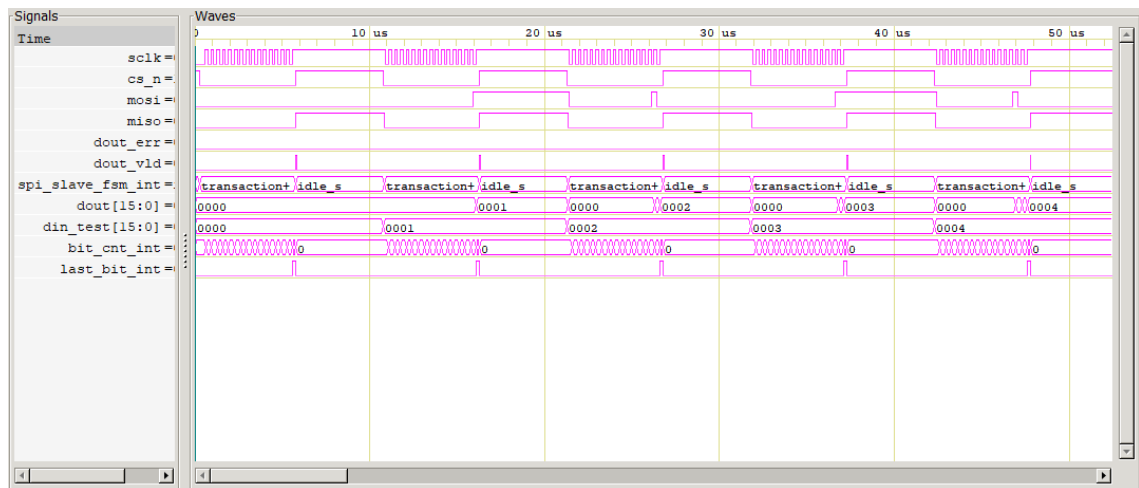 Signals
Waves
Time
0 10 us 20 us 30 us 40 us 50 us
sclk=
cs_n=
mosi=
miso=
dout_err=
dout_vld=
spi_slave_fsm_int= transaction+ idle_s transaction+ idle_s transaction+ idle_s transaction+ idle_s transaction+ idle_s
dout[15:0]= 0000 0001 0000 0002 0000 0003 0000 0004
din_test[15:0]= 0000 0001 0002 0003 0004
bit_cnt_int= 0 0 0 0 0
last_bit_int=